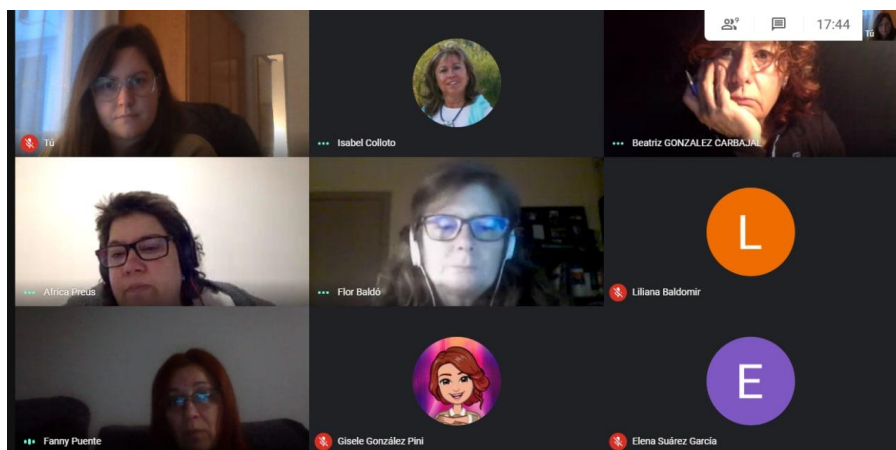 9
17:44
Tú
Tú
Isabel Colloto
Beatriz GONZALEZ CARBAJAL
Africa Preus
Flor Baldó
L
Liliana Baldomir
Fanny Puente
Gisele González Pini
E
Elena Suárez García